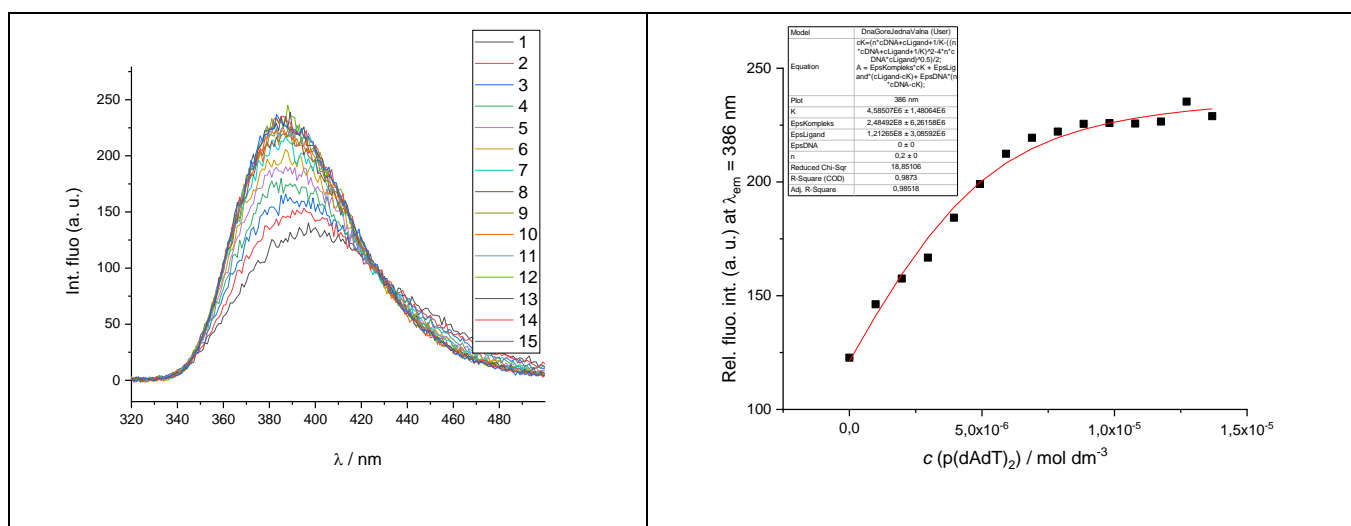 Int. fluo (a. u.)
250
200
150
100
50
0
320 340 360 380 400 420 440 460 480
λ / nm
1
2
3
4
5
6
7
8
9
10
11
12
13
14
15
Rel. fluo. int. (a. u.) at λem = 386 nm
250
200
150
100
0,0 5,0x10-6 1,0x10-5 1,5x10-5
c (p(dAdT)2) / mol dm-3
Model DnaGoreJednaValna (User)
Equation
cK=(n*cDNA+cLigand+1/K-((n
*cDNA+cLigand+1/K)^2-4*n*c
DNA*cLigand)^0.5)/2;
A = EpsKompleks*cK + EpsLig
and*(cLigand-cK)+ EpsDNA*(n
*cDNA-cK);
Plot 386 nm
K 4,58507E6 ± 1,48064E6
EpsKompleks 2,48492E8 ± 6,26158E6
EpsLigand 1,21265E8 ± 3,08592E6
EpsDNA 0 ± 0
n 0,2 ± 0
Reduced Chi-Sqr 18,85106
R-Square (COD) 0,9873
Adj. R-Square 0,98518